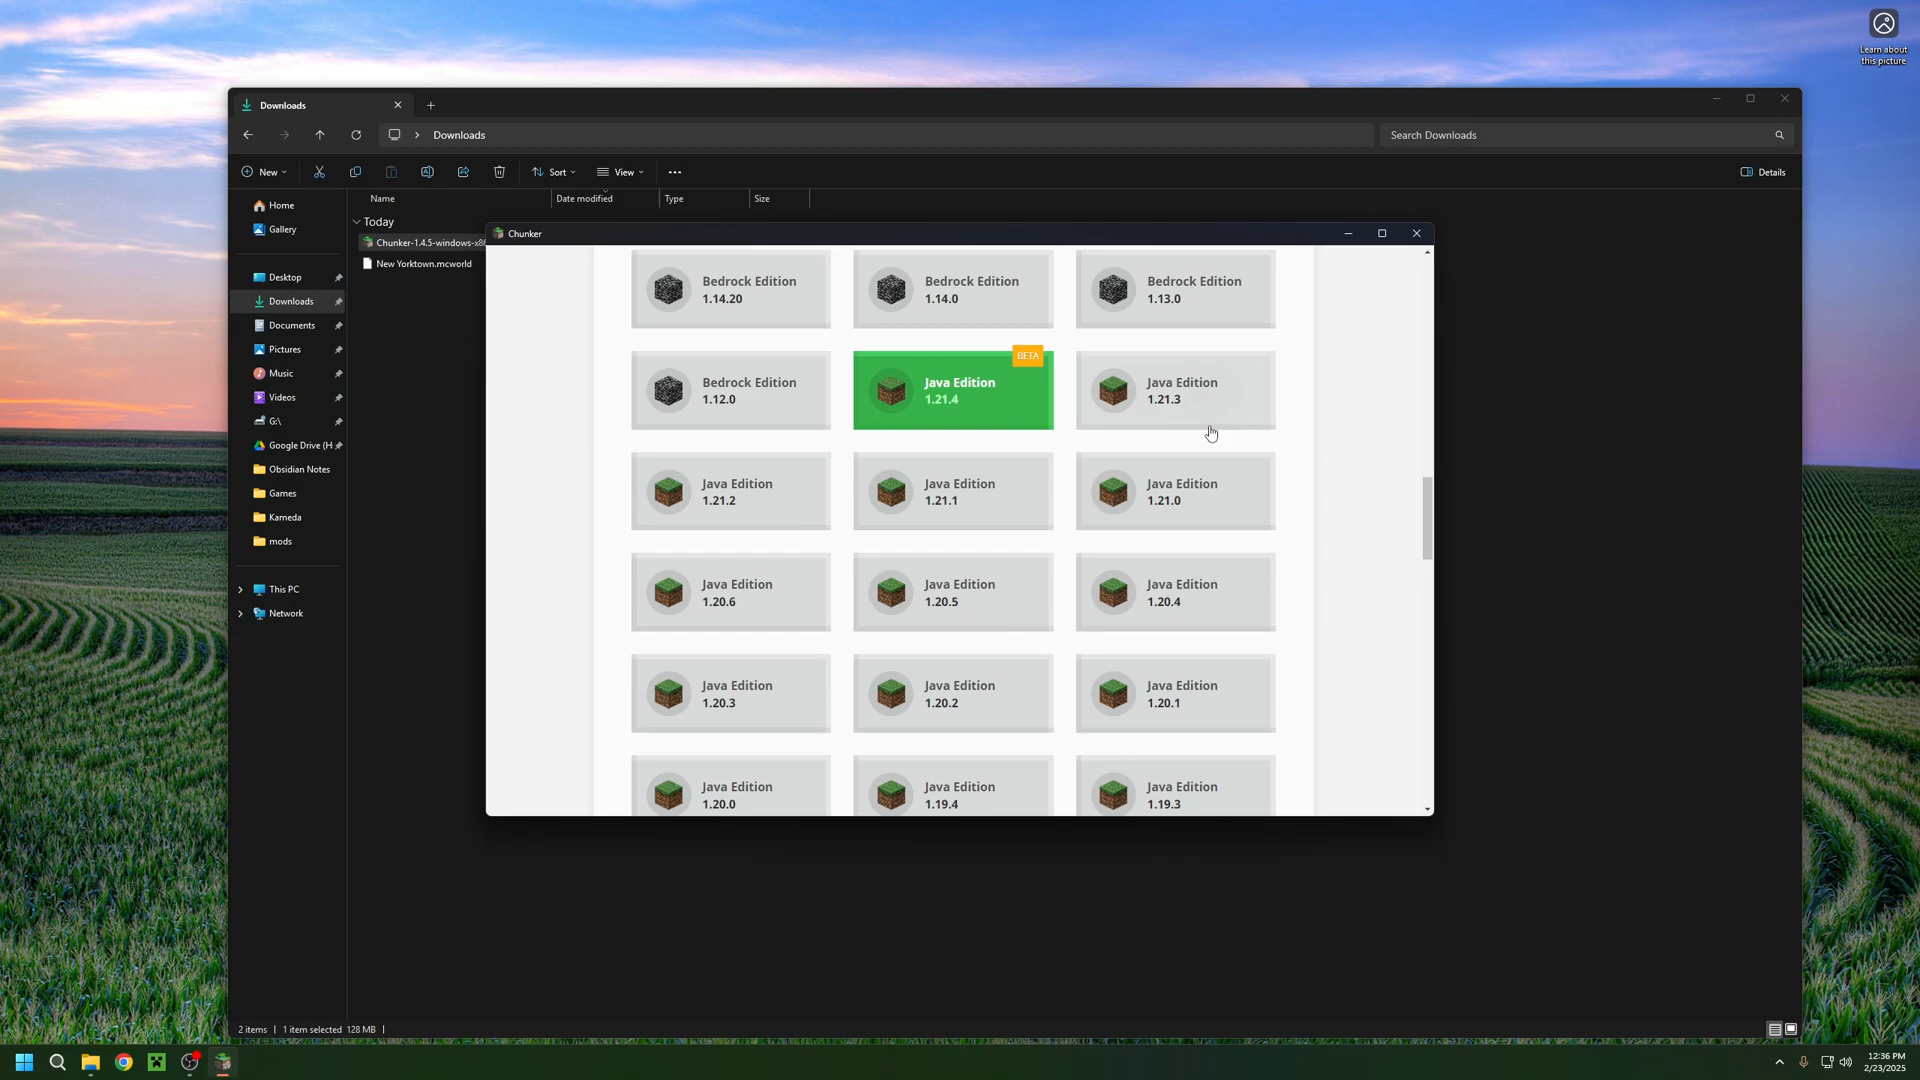 Learn about
this picture
Downloads
Downloads
Search Downloads
New
Sort
View
Details
Home
Gallery
Desktop
Downloads
Documents
Pictures
Music
Videos
G:\
Google Drive (H
Obsidian Notes
Games
Kameda
mods
This PC
Network
Name
Date modified
Type
Size
Today
Chunker-1.4.5-windows-x86
New Yorktown.mcworld
Chunker
Bedrock Edition
1.14.20
Bedrock Edition
1.14.0
Bedrock Edition
1.13.0
Bedrock Edition
1.12.0
BETA
Java Edition
1.21.4
Java Edition
1.21.3
Java Edition
1.21.2
Java Edition
1.21.1
Java Edition
1.21.0
Java Edition
1.20.6
Java Edition
1.20.5
Java Edition
1.20.4
Java Edition
1.20.3
Java Edition
1.20.2
Java Edition
1.20.1
Java Edition
1.20.0
Java Edition
1.19.4
Java Edition
1.19.3
2 items
1 item selected 128 MB
12:36 PM
2/23/2025